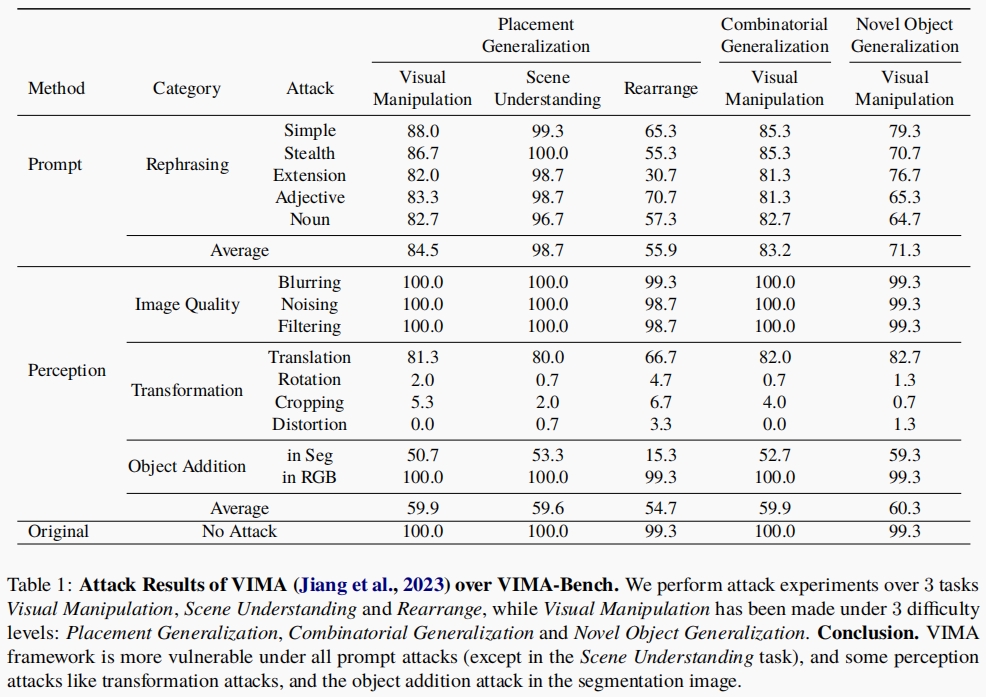 Placement Generalization Combinatorial Generalization Novel Object Generalization
Method Category Attack Visual Manipulation Scene Understanding Rearrange Visual Manipulation Visual Manipulation
Simple 88.0 99.3 65.3 85.3 79.3
Prompt Rephrasing Stealth 86.7 100.0 55.3 85.3 70.7
Extension 82.0 98.7 30.7 81.3 76.7
Adjective 83.3 98.7 70.7 81.3 65.3
Noun 82.7 96.7 57.3 82.7 64.7
Average 84.5 98.7 55.9 83.2 71.3
Blurring 100.0 100.0 99.3 100.0 99.3
Image Quality Noising 100.0 100.0 98.7 100.0 99.3
Filtering 100.0 100.0 98.7 100.0 99.3
Perception
Translation 81.3 80.0 66.7 82.0 82.7
Transformation Rotation 2.0 0.7 4.7 0.7 1.3
Cropping 5.3 2.0 6.7 4.0 0.7
Distortion 0.0 0.7 3.3 0.0 1.3
Object Addition in Seg 50.7 53.3 15.3 52.7 59.3
in RGB 100.0 100.0 99.3 100.0 99.3
Average 59.9 59.6 54.7 59.9 60.3
Original No Attack 100.0 100.0 99.3 100.0 99.3
Table 1: Attack Results of VIMA (Jiang et al., 2023) over VIMA-Bench. We perform attack experiments over 3 tasks
Visual Manipulation, Scene Understanding and Rearrange, while Visual Manipulation has been made under 3 difficulty
levels: Placement Generalization, Combinatorial Generalization and Novel Object Generalization. Conclusion. VIMA
framework is more vulnerable under all prompt attacks (except in the Scene Understanding task), and some perception
attacks like transformation attacks, and the object addition attack in the segmentation image.